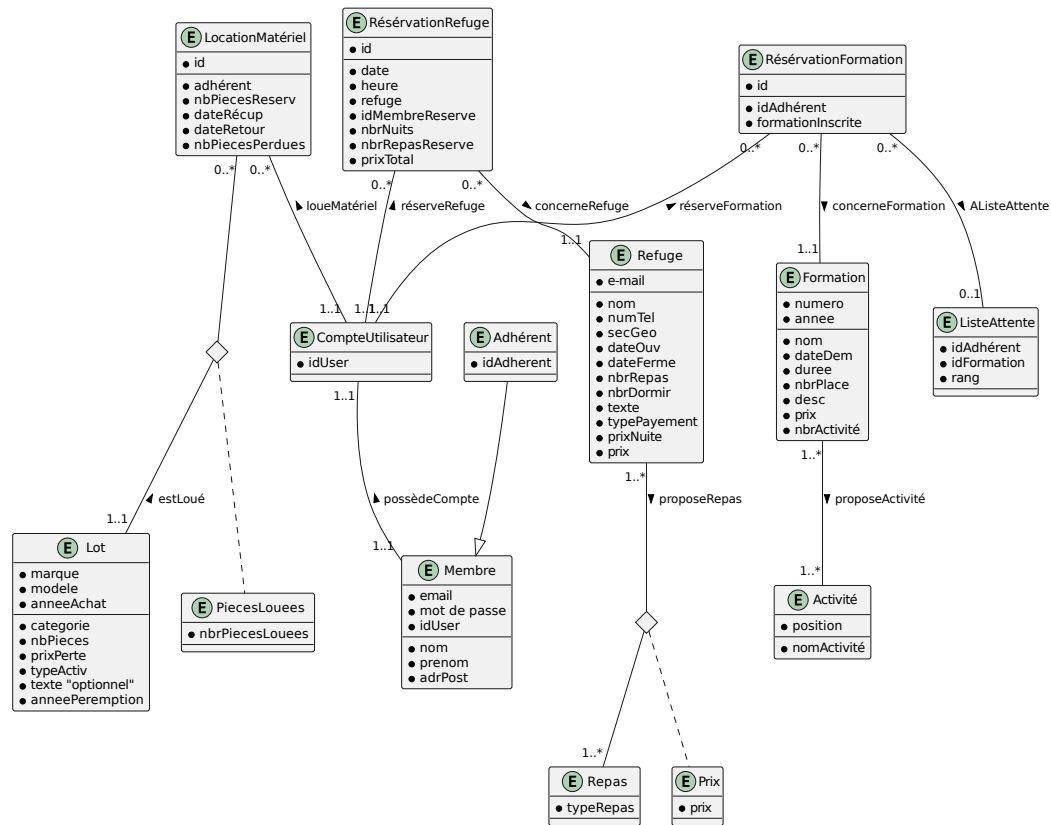 E LocationMatériel
id
adhérent
nbPiecesReserv
dateRécup
dateRetour
nbPiecesPerdues
E RésérvationRefuge
id
date
heure
refuge
idMembreReserve
nbrNuits
nbrRepasReserve
prixTotal
E RésérvationFormation
id
idAdhérent
formationInscrite
0..*
0..*
0..*
0..*
0..*
0..*
0..*
loueMatériel
réserveRefuge
concerneRefuge
réserveFormation
concerneFormation
AListeAttente
1..1
1..1
0..1
1..1
1..1
1..1
E Refuge
e-mail
nom
numTel
secGeo
dateOuv
dateFerme
nbrRepas
nbrDormir
texte
typePayement
prixNuite
prix
E Formation
numero
annee
nom
dateDem
duree
nbrPlace
desc
prix
nbrActivité
E ListeAttente
idAdhérent
idFormation
rang
E CompteUtilisateur
idUser
E Adhérent
idAdherent
1..1
1..*
1..*
estLoué
possèdeCompte
proposeRepas
proposeActivité
1..1
1..1
1..*
E Lot
marque
modele
anneeAchat
categorie
nbPieces
prixPerte
typeActiv
texte "optionnel"
anneePeremption
E PiecesLouees
nbrPiecesLouees
E Membre
email
mot de passe
idUser
nom
prenom
adrPost
E Activité
position
nomActivité
1..*
E Repas
typeRepas
E Prix
prix